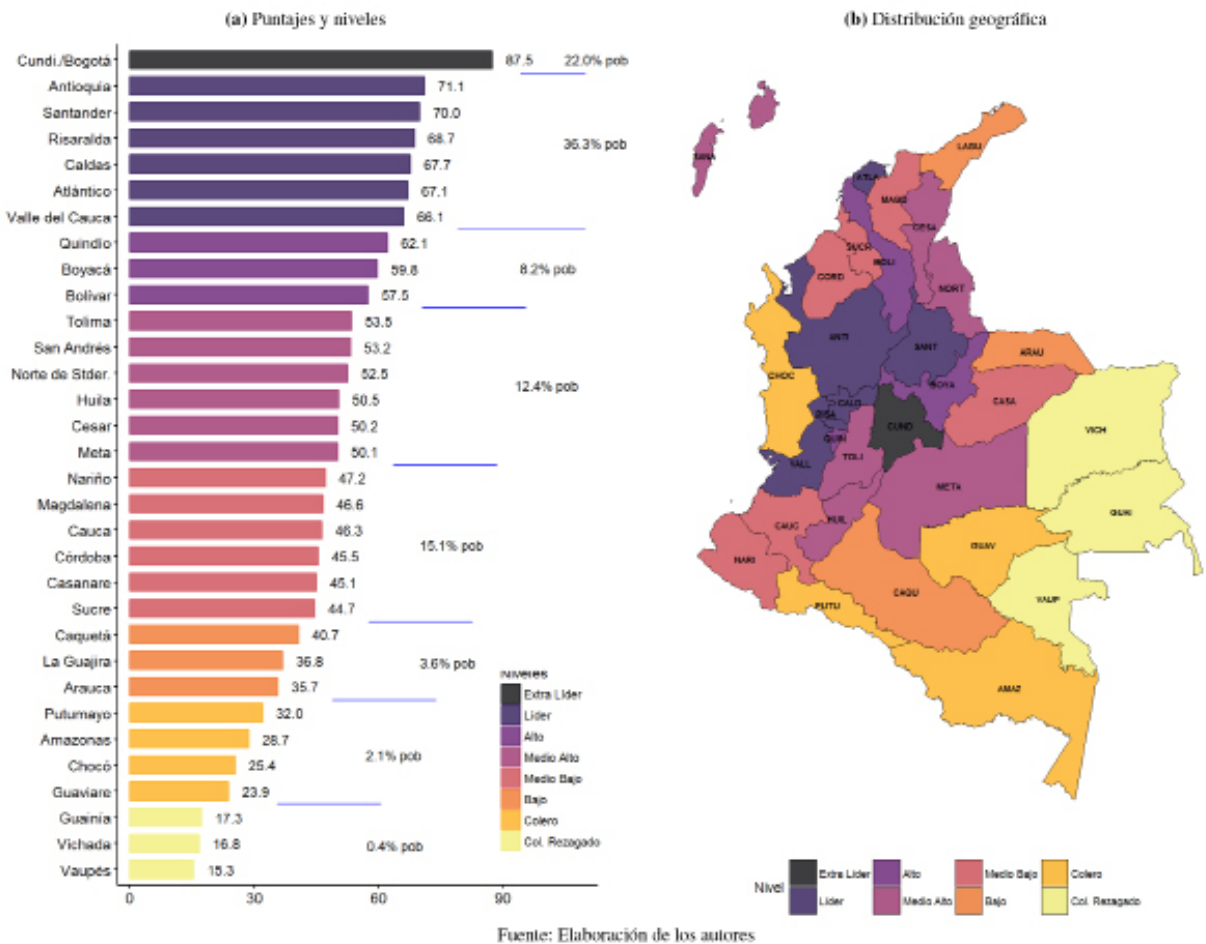 (a) Puntajes y niveles
Cundi./Bogotá 87.5 22.0% pob
Antioquia 71.1
Santander 70.0
Risaralda 68.7
36.3% pob
Caldas 67.7
Atlántico 67.1
Valle del Cauca 66.1
Quindío 62.1
Boyacá 59.8 8.2% pob
Bolívar 57.5
Tolima 53.5
San Andrés 53.2
Norte de Stder. 52.5
12.4% pob
Huila 50.5
Cesar 50.2
Meta 50.1
Nariño 47.2
Magdalena 46.6
Cauca 46.3
15.1% pob
Córdoba 45.5
Casanare 45.1
Sucre 44.7
Caquetá 40.7
La Guajira 36.8 3.6% pob
Arauca 35.7
Putumayo 32.0
Amazonas 28.7
2.1% pob
Chocó 25.4
Guaviare 23.9
Guainía 17.3
Vichada 16.8 0.4% pob
Vaupés 15.3
0 30 60 90
Niveles
Extra Líder
Líder
Alto
Medio Alto
Medio Bajo
Bajo
Colero
Col. Rezagado
(b) Distribución geográfica
LAGU
ATLA
MAGD
CESA
SUCR
BOLI
CORD
NORT
ANTI
SANT
ARAU
CHOC
BOYA
CASA
CALD
RISA
CUND
VICH
QUIN
TOLI
VALL
META
GUAI
CAUC
HUIL
GUAV
NARI
CAQU
VAUP
PUTU
AMAZ
Nivel
Extra Líder Alto Medio Bajo Colero
Líder Medio Alto Bajo Col. Rezagado
Fuente: Elaboración de los autores